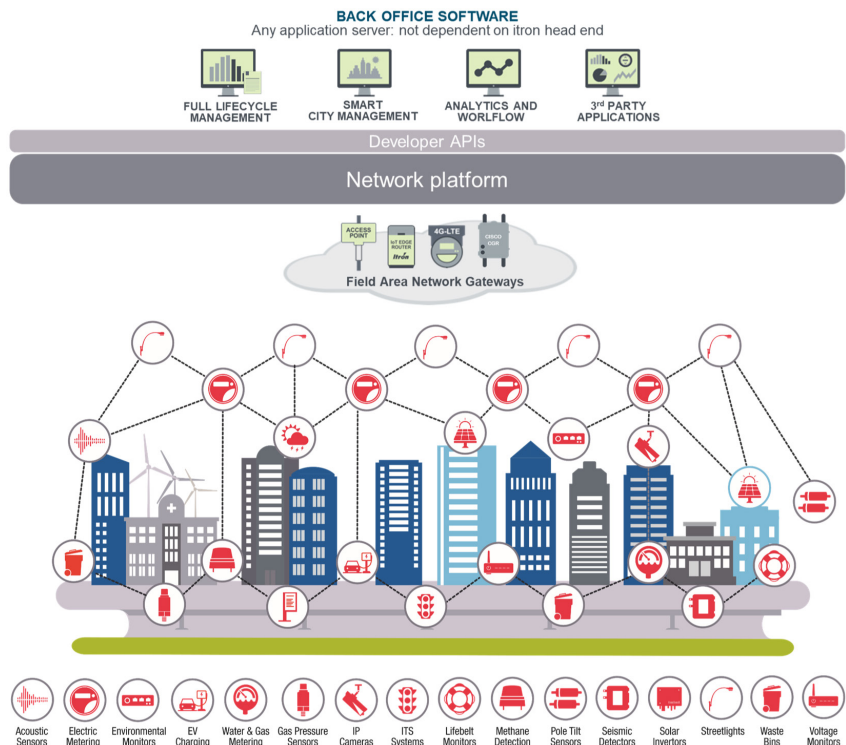 BACK OFFICE SOFTWARE
Any application server: not dependent on itron head end
FULL LIFECYCLE
MANAGEMENT
SMART
CITY MANAGEMENT
ANALYTICS AND
WORLFLOW
3rd PARTY
APPLICATIONS
Developer APIs
Network platform
ACCESS
POINT
IoT EDGE
ROUTER
Itron
4G-LTE
CISCO
CGR
Field Area Network Gateways
Acoustic
Sensors
Electric
Metering
Environmental
Monitors
EV
Charging
Water & Gas
Metering
Gas Pressure
Sensors
IP
Cameras
ITS
Systems
Lifebelt
Monitors
Methane
Detection
Pole Tilt
Sensors
Seismic
Detectors
Solar
Invertors
Streetlights
Waste
Bins
Voltage
Monitors